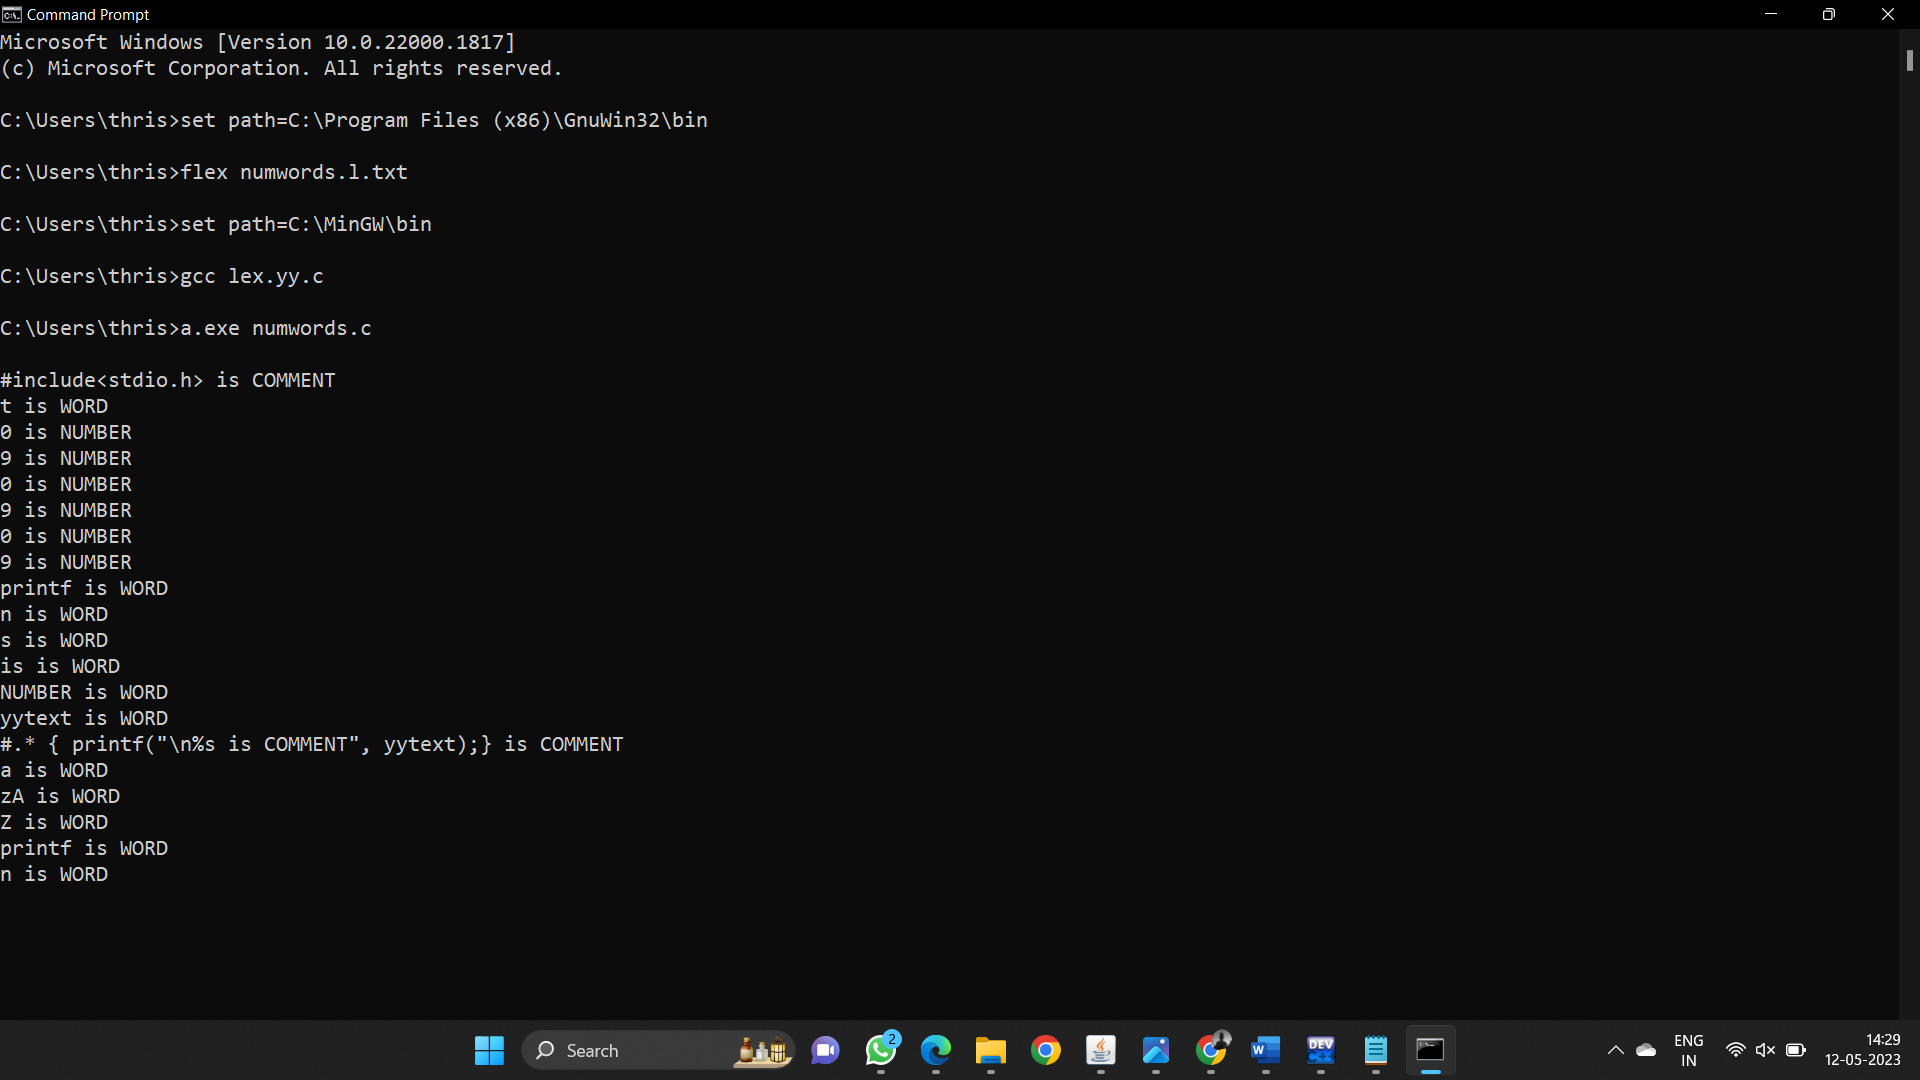 Command Prompt
Microsoft Windows [Version 10.0.22000.1817]
(c) Microsoft Corporation. All rights reserved.
C:\Users\thris>set path=C:\Program Files (x86)\GnuWin32\bin
C:\Users\thris>flex numwords.l.txt
C:\Users\thris>set path=C:\MinGW\bin
C:\Users\thris>gcc lex.yy.c
C:\Users\thris>a.exe numwords.c
#include<stdio.h> is COMMENT
t is WORD
0 is NUMBER
9 is NUMBER
0 is NUMBER
9 is NUMBER
0 is NUMBER
9 is NUMBER
printf is WORD
n is WORD
s is WORD
is is WORD
NUMBER is WORD
yytext is WORD
#.* { printf("\n%s is COMMENT", yytext);} is COMMENT
a is WORD
zA is WORD
Z is WORD
printf is WORD
n is WORD
Search
2
W
DEV
C++
ENG
IN
14:29
12-05-2023